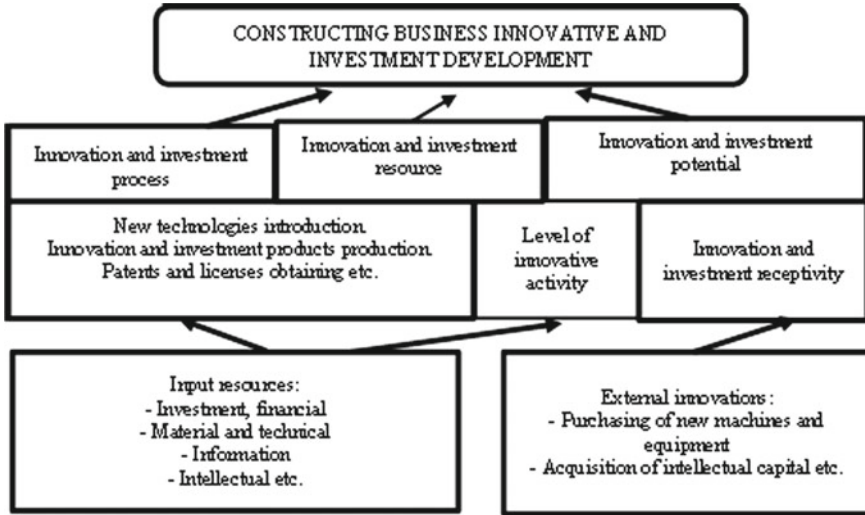 CONSTRUCTING BUSINESS INNOVATIVE AND
INVESTMENT DEVELOPMENT
Innovation and investment
process
Innovation and investment
resource
Innovation and investment
potential
New technologies introduction.
Innovation and investment products production.
Patents and licenses obtaining etc.
Level of
innovative
activity
Innovation and
investment receptivity
Input resources:
- Investment, financial
- Material and technical
- Information
- Intellectual etc.
External innovations:
- Purchasing of new machines and
equipment
- Acquisition of intellectual capital etc.